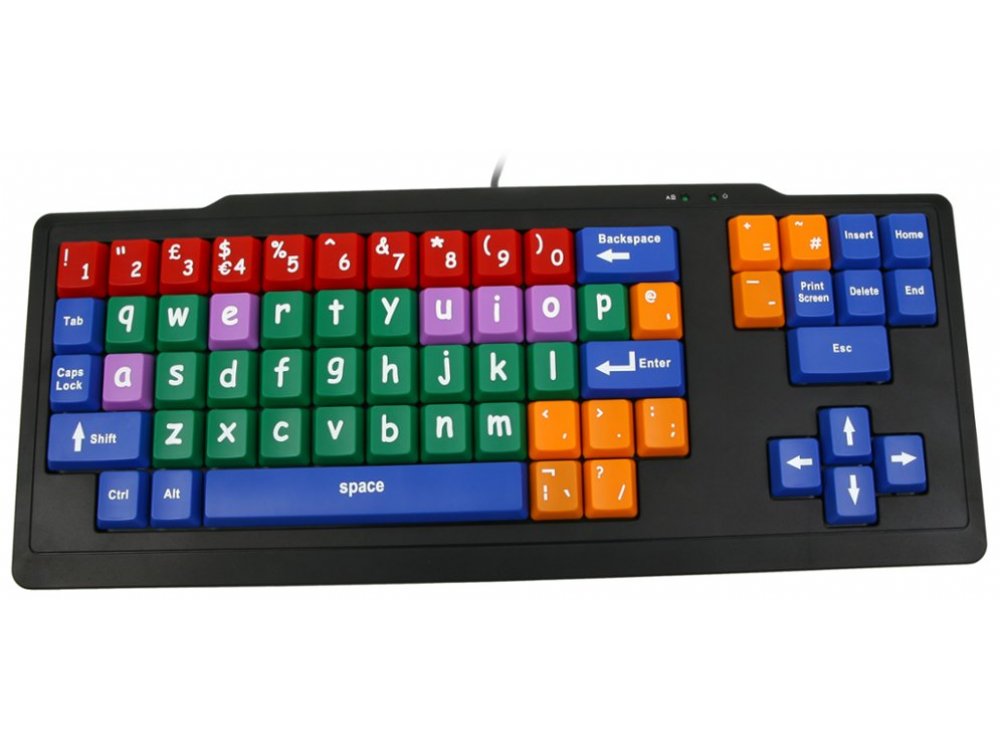 ! 1 " 2 £ 3 $ € 4 % 5 ^ 6 & 7 * 8 ( 9 ) 0 Backspace + = ~ # Insert Home
Tab q w e r t y u i o p @ ' _ - Print Screen Delete End
Caps Lock a s d f g h j k l Enter Esc
Shift z x c v b n m < , > . : ;
Ctrl Alt space ¬ ¦ \ ? /